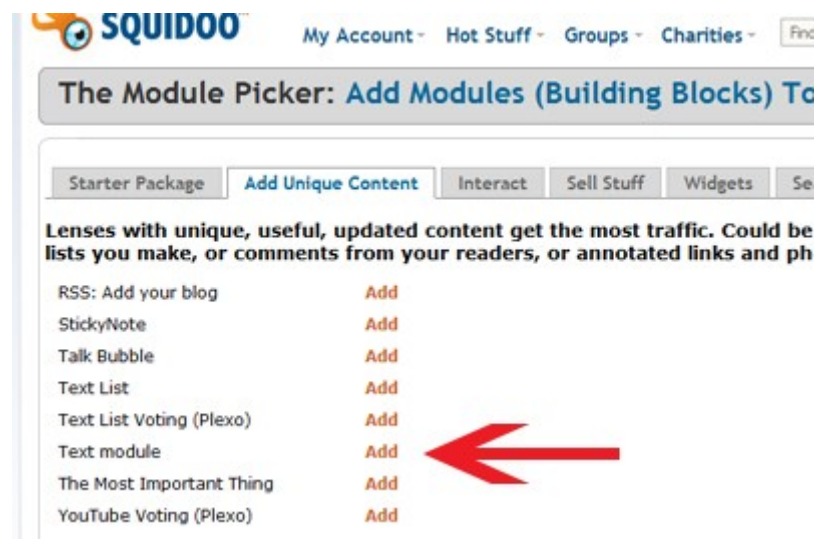 SQUIDOO
My Account Hot Stuff Groups Charities Find
The Module Picker: Add Modules (Building Blocks) To
Starter Package Add Unique Content Interact Sell Stuff Widgets Se
Lenses with unique, useful, updated content get the most traffic. Could be
lists you make, or comments from your readers, or annotated links and ph
RSS: Add your blog Add
StickyNote Add
Talk Bubble Add
Text List Add
Text List Voting (Plexo) Add
Text module Add
The Most Important Thing Add
YouTube Voting (Plexo) Add